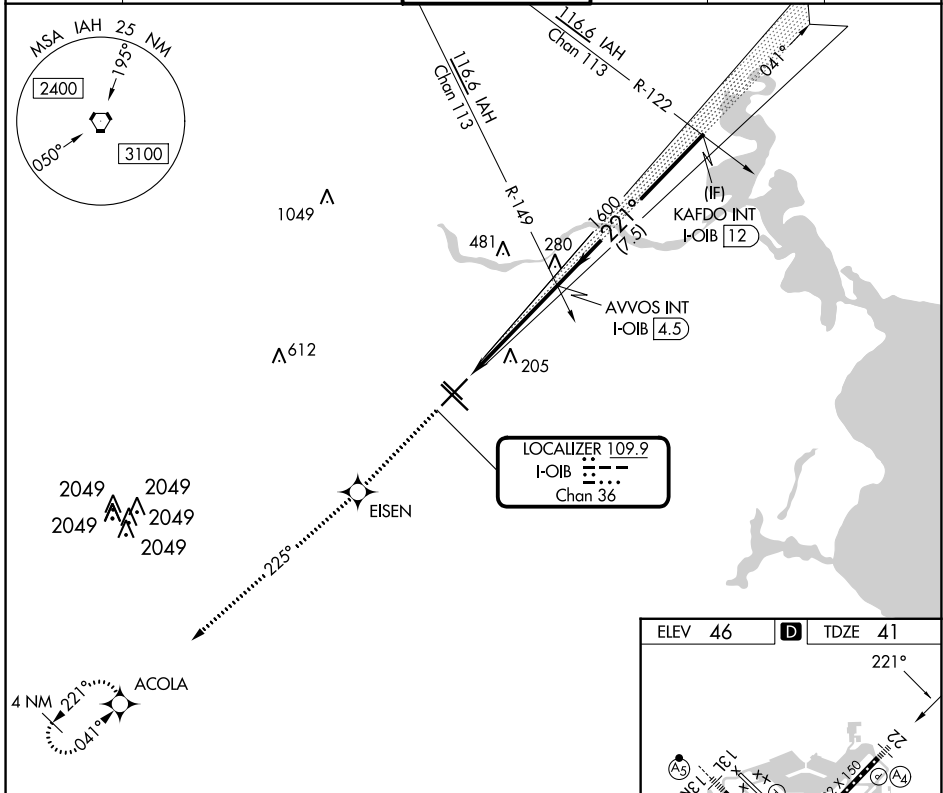 MSA IAH 25 NM
195°
2400
050°
3100
116.6 IAH
Chan 113
R-122
116.6 IAH
Chan 113
R-149
041°
1049
481
280
1600
221°
(7.5)
(IF)
KAFDO INT
I-OIB 12
AVVOS INT
I-OIB 4.5
612
205
LOCALIZER 109.9
I-OIB
Chan 36
EISEN
2049
2049
2049
2049
2049
225°
ACOLA
4 NM
221°
041°
ELEV 46
D
TDZE 41
221°
22
A5
13L
2 X 150
A4